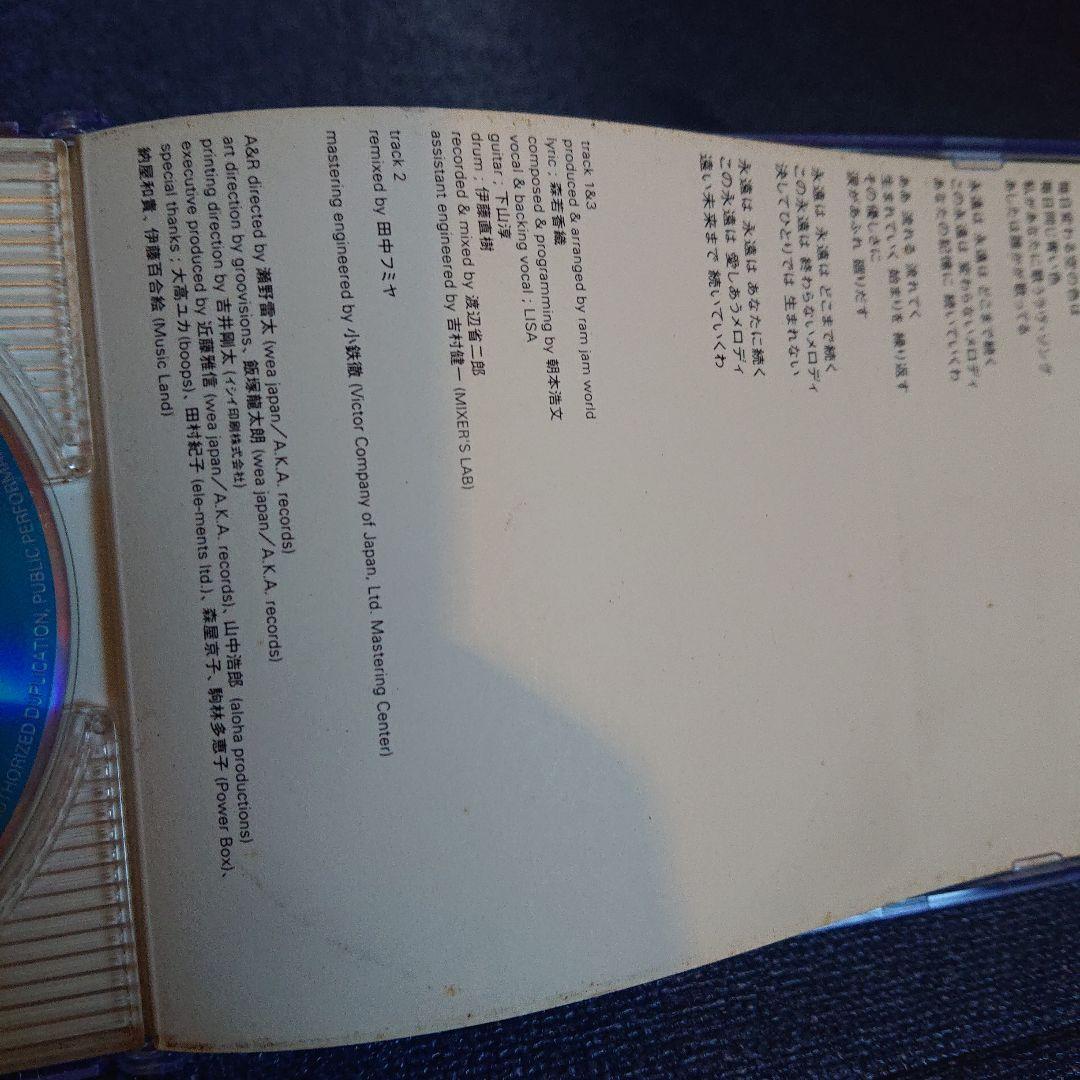 毎日同じ青い色
私があなたに歌うラヴ・ソング
あしたは誰かが歌ってる
永遠は 永遠は どこまで続く
この永遠は 変わらないメロディ
あなたの記憶に 続いていくわ
ああ 流れる 流れてく
生まれていく 始まりを 繰り返す
その優しさに
涙があふれ 踊りだす
永遠は 永遠は どこまで続く
この永遠は 終わらないメロディ
決してひとりでは 生まれない
永遠は 永遠は あなたに続く
この永遠は 愛しあうメロディ
遠い未来まで 続いていくわ
track 1&3
produced & arranged by ram jam world
lyric ; 森若香織
composed & programming by 朝本浩文
vocal & backing vocal ; LISA
guitar ; 下山淳
drum ; 伊藤直樹
recorded & mixed by 渡辺省二郎
assistant engineered by 吉村健一 (MIXER'S LAB)
track 2
remixed by 田中フミヤ
mastering engineered by 小鉄徹 (Victor Company of Japan, Ltd. Mastering Center)
A&R directed by 瀬野雷太 (wea japan/A.K.A. records)
art direction by groovisions、飯塚龍太朗 (wea japan/A.K.A. records)
printing direction by 吉井剛太 (イシイ印刷株式会社)
executive produced by 近藤雅信 (wea japan/A.K.A. records)、山中浩郎 (aloha productions)
special thanks ; 大高ユカ (boops)、田村紀子 (ele-ments ltd.)、森屋京子、駒林多恵子 (Power Box)、
納屋和貴、伊藤百合絵 (Music Land)
DUPLICATION, PUBLIC